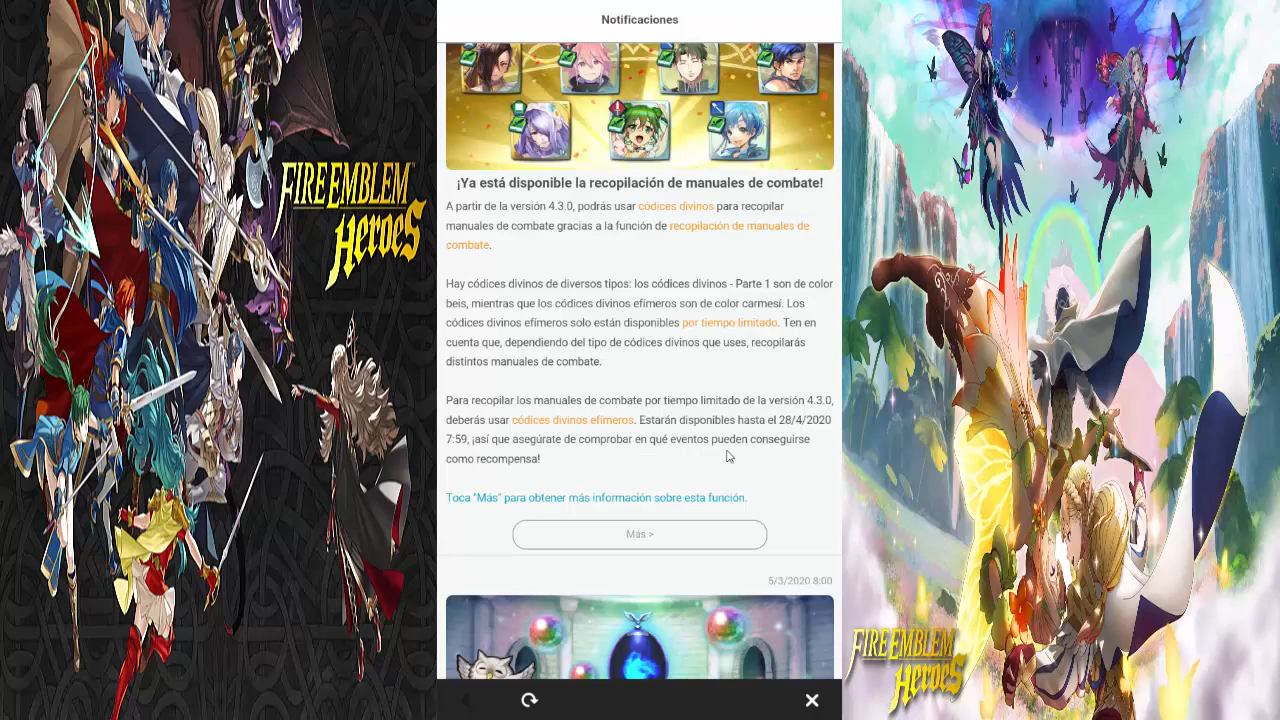 Notificaciones
FIRE EMBLEM™
Heroes
¡Ya está disponible la recopilación de manuales de combate!
A partir de la versión 4.3.0, podrás usar códices divinos para recopilar
manuales de combate gracias a la función de recopilación de manuales de
combate.
Hay códices divinos de diversos tipos: los códices divinos - Parte 1 son de color
beis, mientras que los códices divinos efímeros son de color carmesí. Los
códices divinos efímeros solo están disponibles por tiempo limitado. Ten en
cuenta que, dependiendo del tipo de códices divinos que uses, recopilarás
distintos manuales de combate.
Para recopilar los manuales de combate por tiempo limitado de la versión 4.3.0,
deberás usar códices divinos efímeros. Estarán disponibles hasta el 28/4/2020
7:59, ¡así que asegúrate de comprobar en qué eventos pueden conseguirse
como recompensa!
Toca "Más" para obtener más información sobre esta función.
Más >
5/3/2020 8:00
FIRE EMBLEM
Heroes